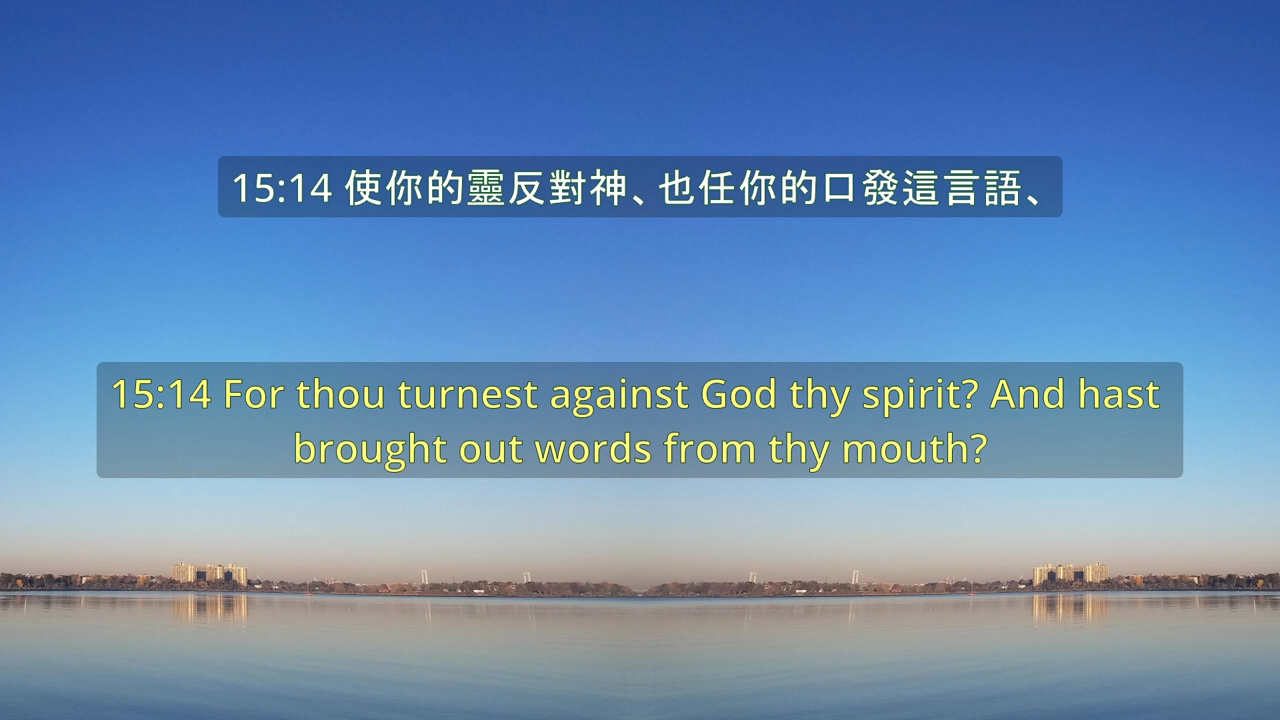 15:14 使你的靈反對神、也任你的口發這言語、
15:14 For thou turnest against God thy spirit? And hast
brought out words from thy mouth?